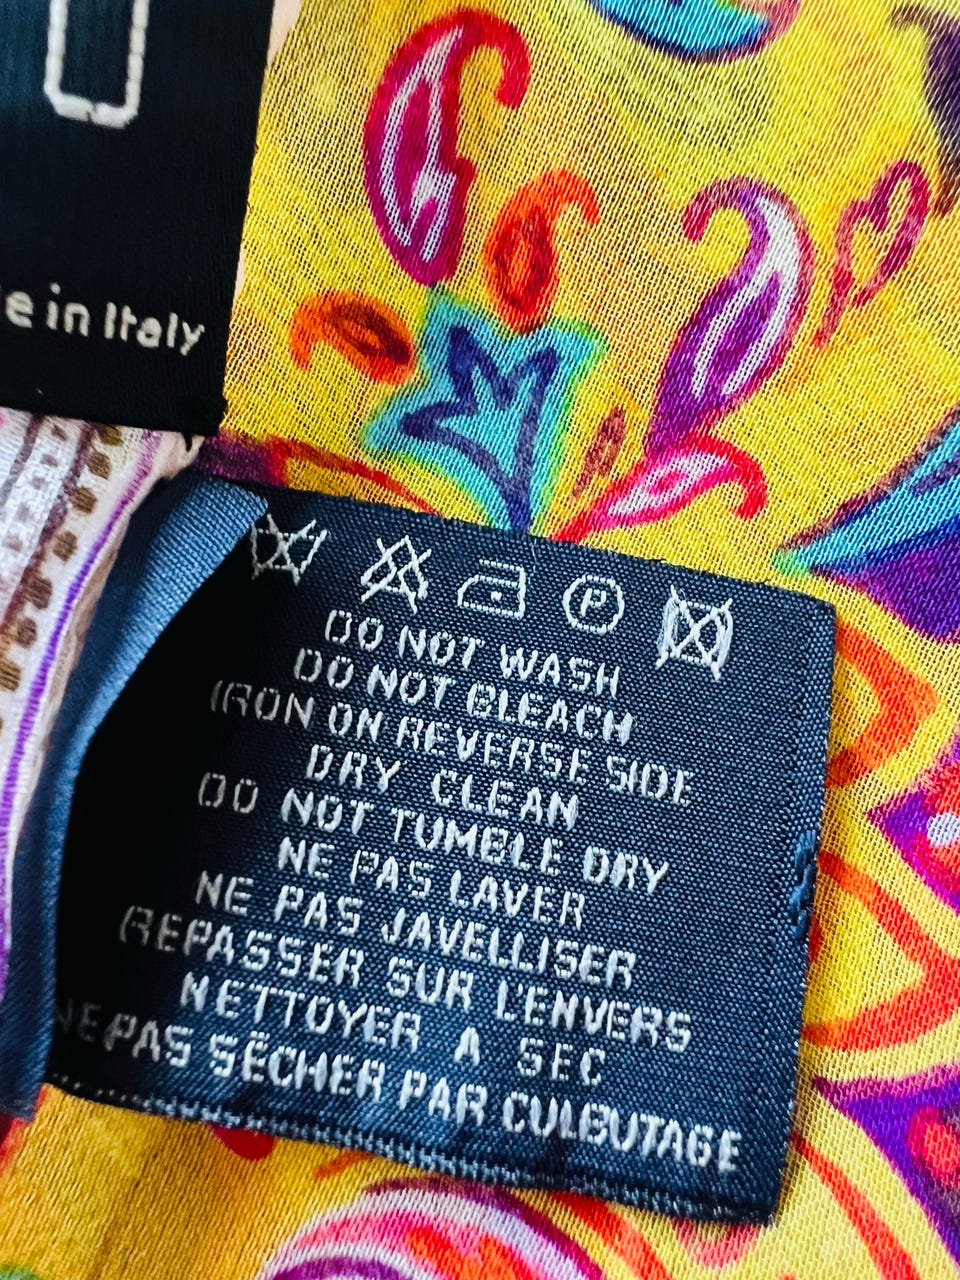 e in Italy
P
DO NOT WASH
DO NOT BLEACH
IRON ON REVERSE SIDE
DRY CLEAN
DO NOT TUMBLE DRY
NE PAS LAVER
NE PAS JAVELLISER
REPASSER SUR L'ENVERS
NETTOYER A SEC
NE PAS SÉCHER PAR CULBUTAGE